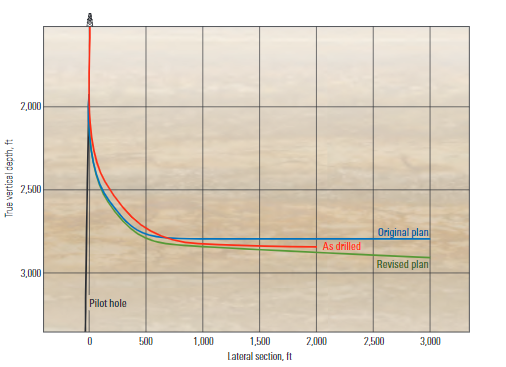 2,000
2,500
3,000
True vertical depth, ft
Original plan
As drilled
Revised plan
Pilot hole
0 500 1,000 1,500 2,000 2,500 3,000
Lateral section, ft